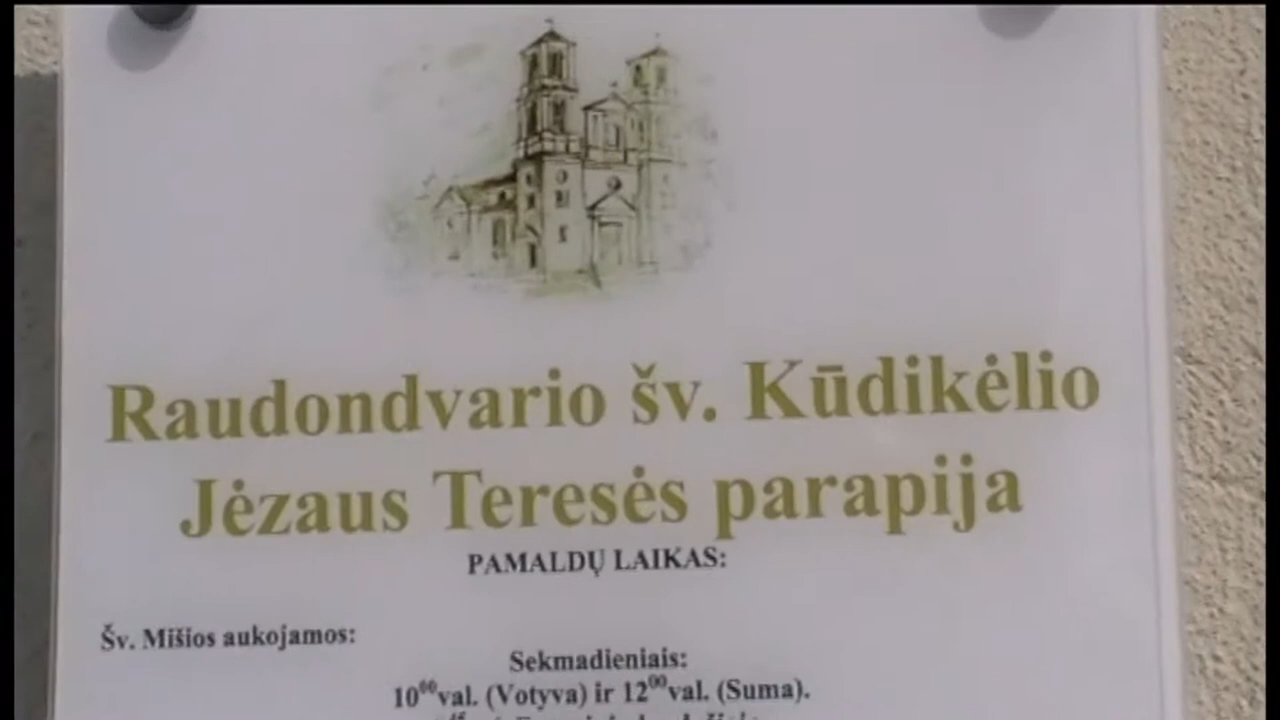 Raudondvario šv. Kūdikėlio
Jėzaus Teresės parapija
PAMALDŲ LAIKAS:
Šv. Mišios aukojamos:
Sekmadieniais:
10⁰⁰val. (Votyva) ir 12⁰⁰val. (Suma).